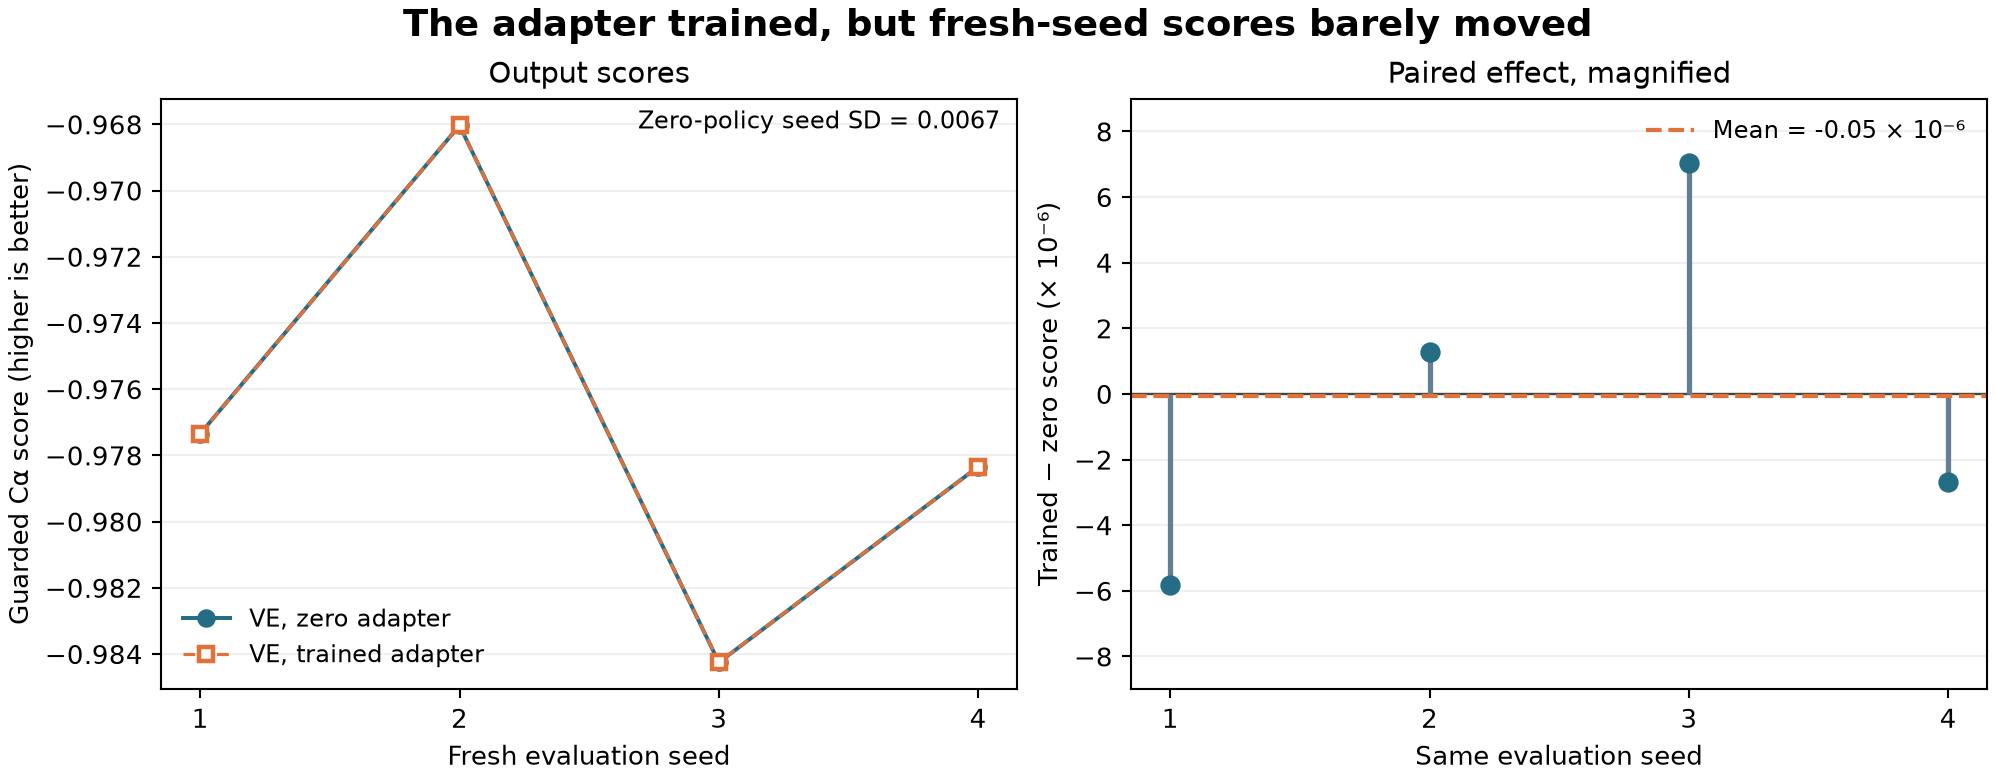 The adapter trained, but fresh-seed scores barely moved
Output scores
Zero-policy seed SD = 0.0067
Guarded Cα score (higher is better)
−0.968
−0.970
−0.972
−0.974
−0.976
−0.978
−0.980
−0.982
−0.984
VE, zero adapter
VE, trained adapter
1
2
3
4
Fresh evaluation seed
Paired effect, magnified
Mean = -0.05 × 10⁻⁶
Trained − zero score (× 10⁻⁶)
8
6
4
2
0
−2
−4
−6
−8
1
2
3
4
Same evaluation seed